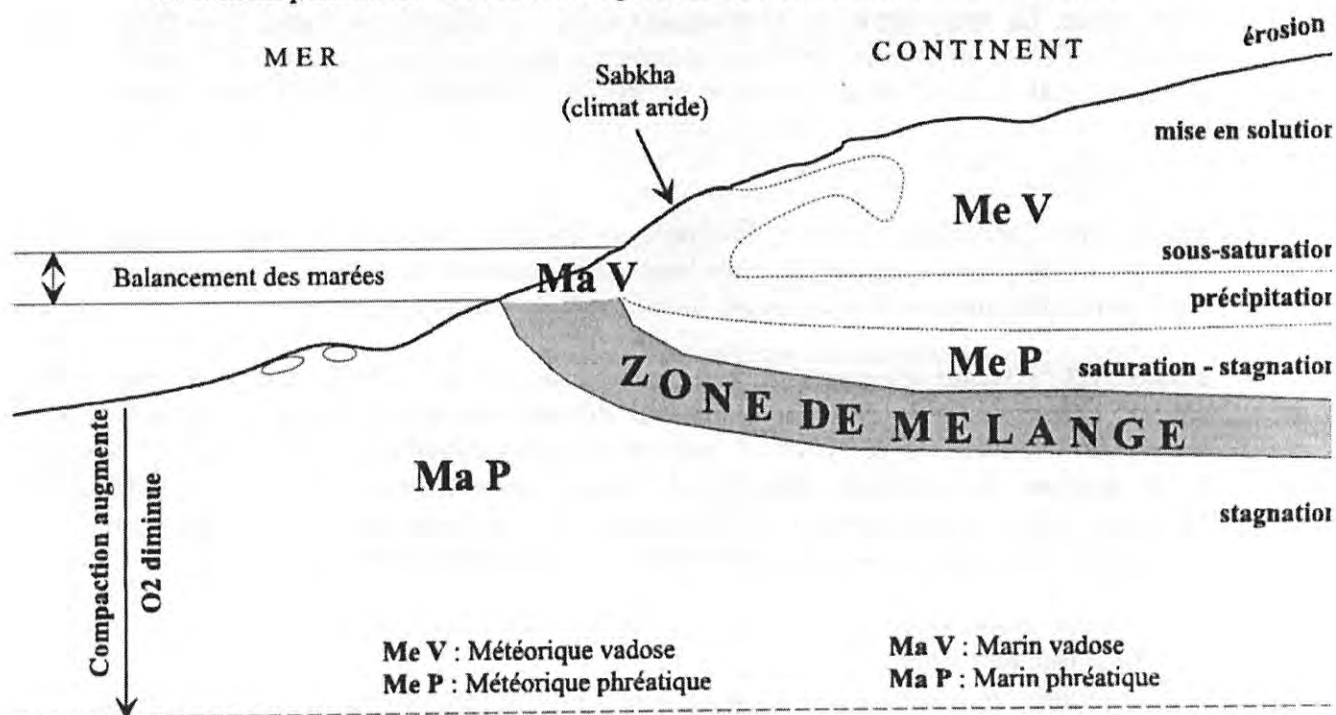 MER
CONTINENT
érosion
Sabkha
(climat aride)
mise en solution
Me V
sous-saturation
Balancement des marées
Ma V
précipitation
Me P
saturation - stagnation
ZONE DE MELANGE
Ma P
stagnation
Compaction augmente
O2 diminue
Me V : Météorique vadose
Me P : Météorique phréatique
Ma V : Marin vadose
Ma P : Marin phréatique